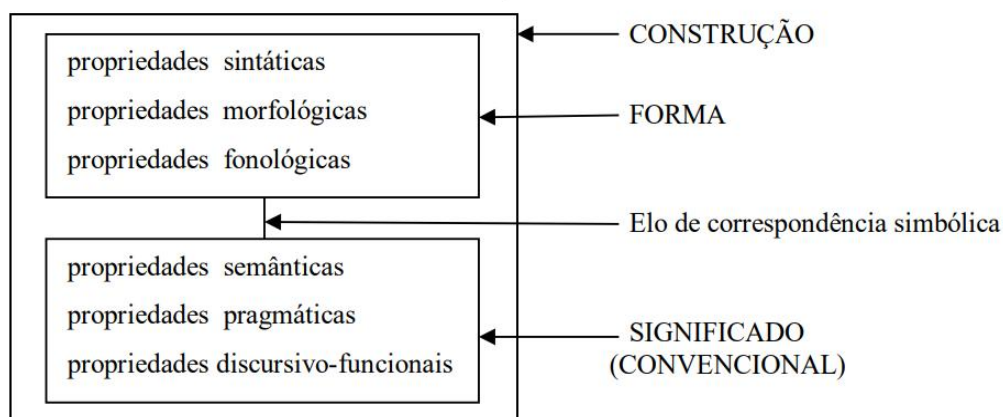 CONSTRUÇÃO
propriedades sintáticas
propriedades morfológicas
FORMA
propriedades fonológicas
Elo de correspondência simbólica
propriedades semânticas
propriedades pragmáticas
SIGNIFICADO
(CONVENCIONAL)
propriedades discursivo-funcionais